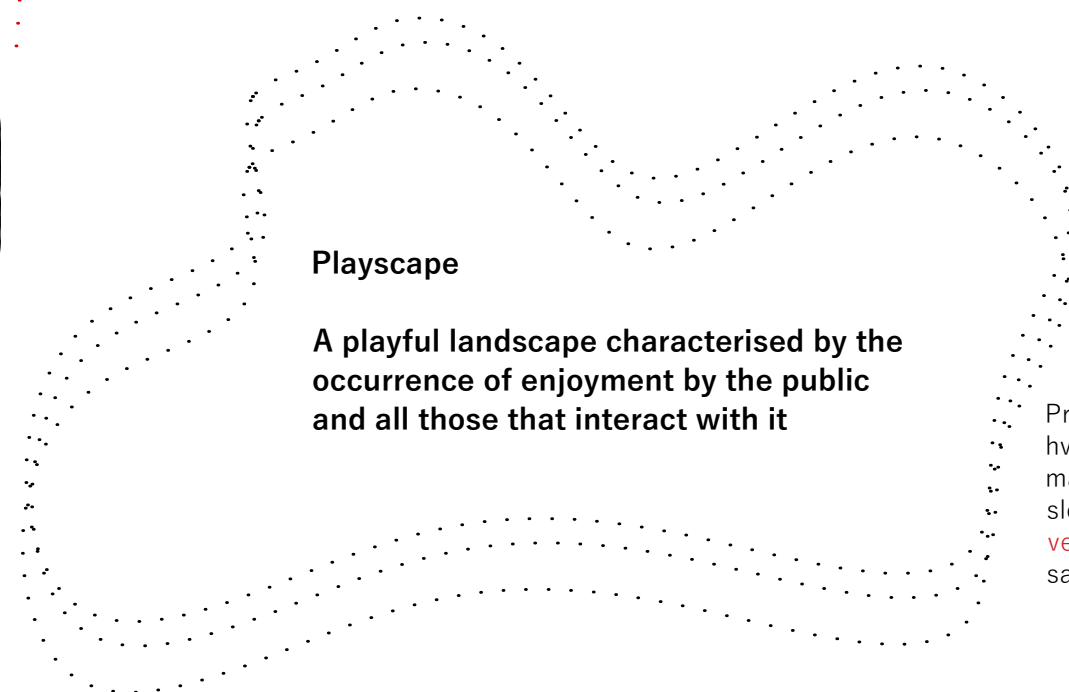 Playscape
A playful landscape characterised by the
occurrence of enjoyment by the public
and all those that interact with it